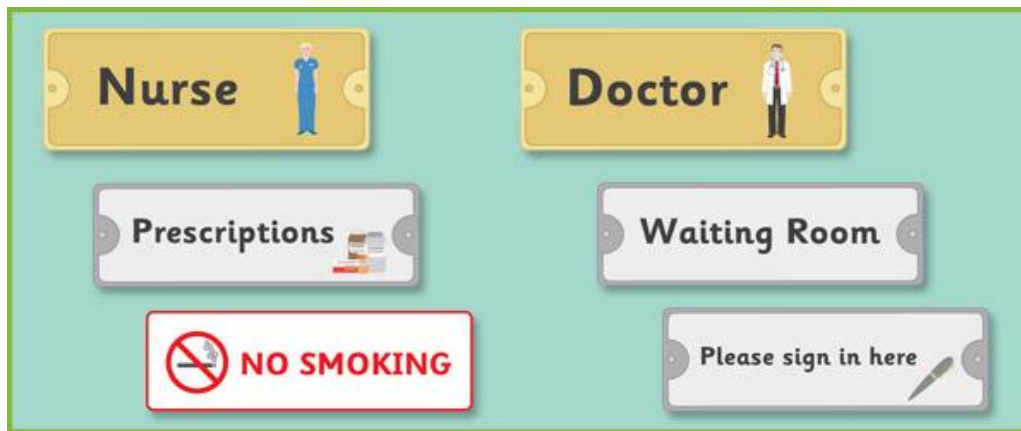 Nurse
Doctor
Prescriptions
Waiting Room
NO SMOKING
Please sign in here